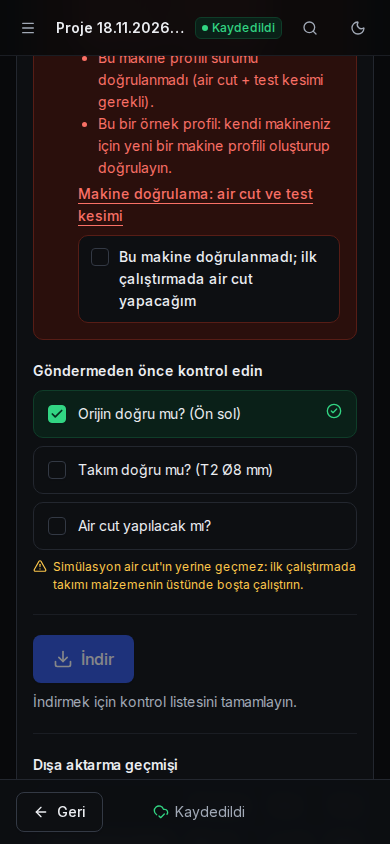 Proje 18.11.2026... Kaydedildi
Bu makine profili sürümü
doğrulanmadı (air cut + test kesimi
gerekli).
Bu bir örnek profil: kendi makineniz
için yeni bir makine profili oluşturup
doğrulayın.
Makine doğrulama: air cut ve test
kesimi
Bu makine doğrulanmadı; ilk
çalıştırmada air cut
yapacağım
Göndermeden önce kontrol edin
Orijin doğru mu? (Ön sol)
Takım doğru mu? (T2 Ø8 mm)
Air cut yapılacak mı?
Simülasyon air cut'ın yerine geçmez: ilk çalıştırmada
takımı malzemenin üstünde boşta çalıştırın.
İndir
İndirmek için kontrol listesini tamamlayın.
Dışa aktarma geçmişi
Geri Kaydedildi